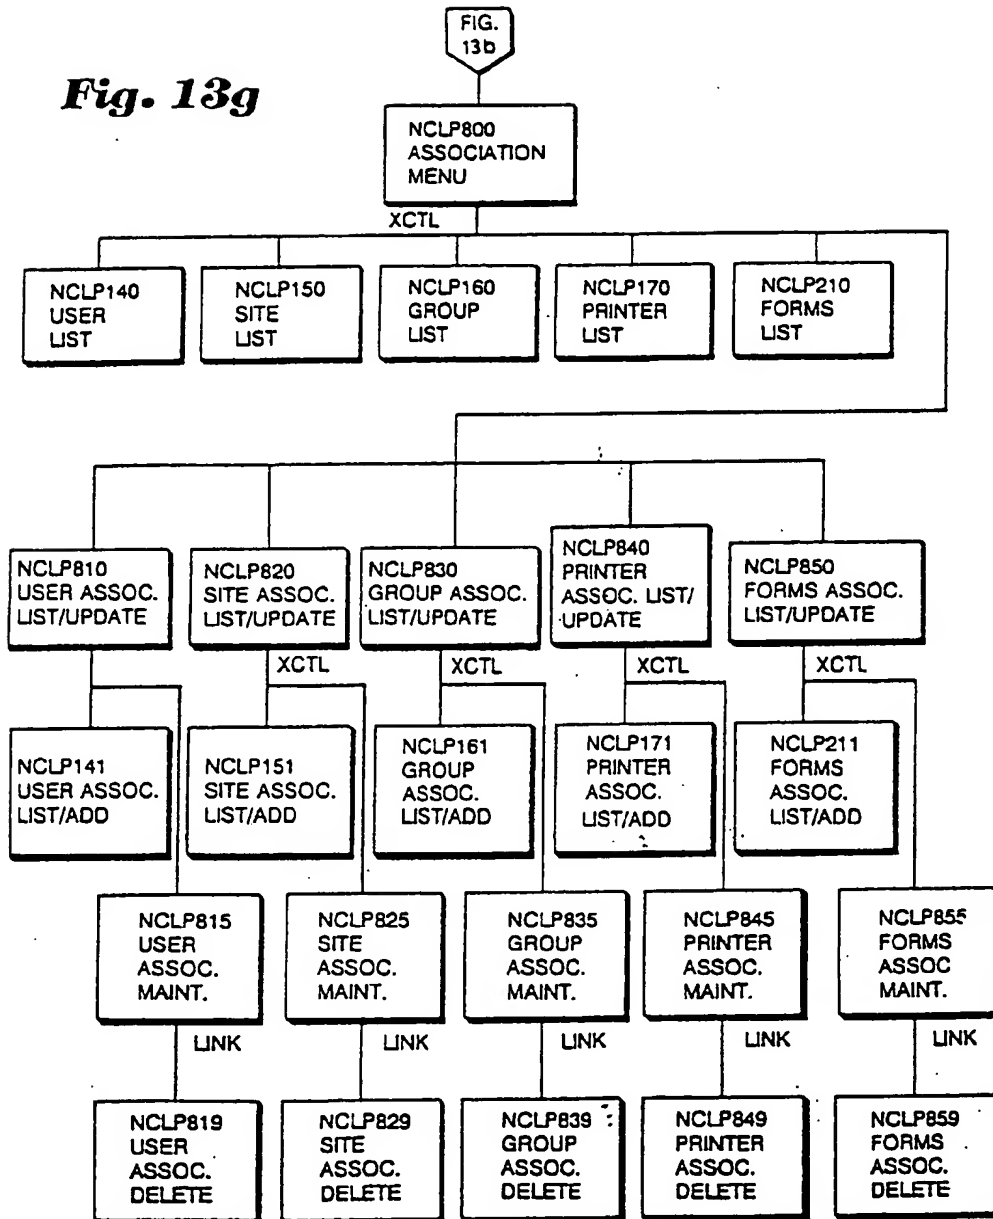 FIG.
13b
Fig. 13g
NCLP800
ASSOCIATION
MENU
XCTL
NCLP140
USER
LIST
NCLP150
SITE
LIST
NCLP160
GROUP
LIST
NCLP170
PRINTER
LIST
NCLP210
FORMS
LIST
NCLP810
USER ASSOC.
LIST/UPDATE
NCLP820
SITE ASSOC.
LIST/UPDATE
NCLP830
GROUP ASSOC.
LIST/UPDATE
NCLP840
PRINTER
ASSOC. LIST/
UPDATE
NCLP850
FORMS ASSOC.
LIST/UPDATE
XCTL
XCTL
XCTL
XCTL
NCLP141
USER ASSOC.
LIST/ADD
NCLP151
SITE ASSOC.
LIST/ADD
NCLP161
GROUP
ASSOC.
LIST/ADD
NCLP171
PRINTER
ASSOC.
LIST/ADD
NCLP211
FORMS
ASSOC.
LIST/ADD
NCLP815
USER
ASSOC.
MAINT.
NCLP825
SITE
ASSOC.
MAINT.
NCLP835
GROUP
ASSOC.
MAINT.
NCLP845
PRINTER
ASSOC.
MAINT.
NCLP855
FORMS
ASSOC
MAINT.
LINK
LINK
LINK
LINK
LINK
NCLP819
USER
ASSOC.
DELETE
NCLP829
SITE
ASSOC.
DELETE
NCLP839
GROUP
ASSOC.
DELETE
NCLP849
PRINTER
ASSOC.
DELETE
NCLP859
FORMS
ASSOC.
DELETE